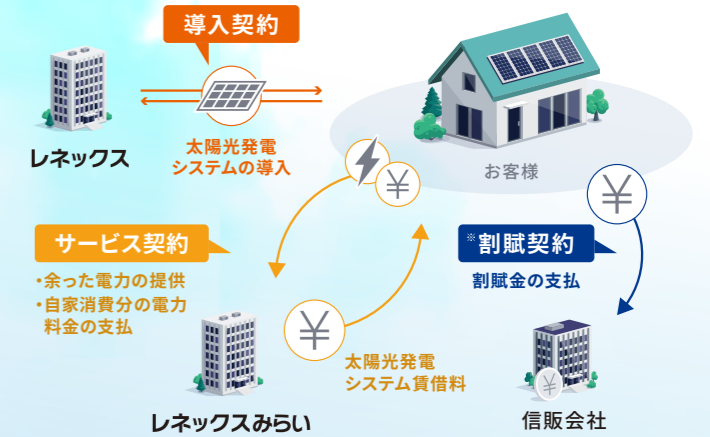 導入契約
レネックス
太陽光発電
システムの導入
お客様
¥
¥
サービス契約
・余った電力の提供
・自家消費分の電力
料金の支払
※割賦契約
割賦金の支払
¥
太陽光発電
システム賃借料
¥
レネックスみらい
信販会社